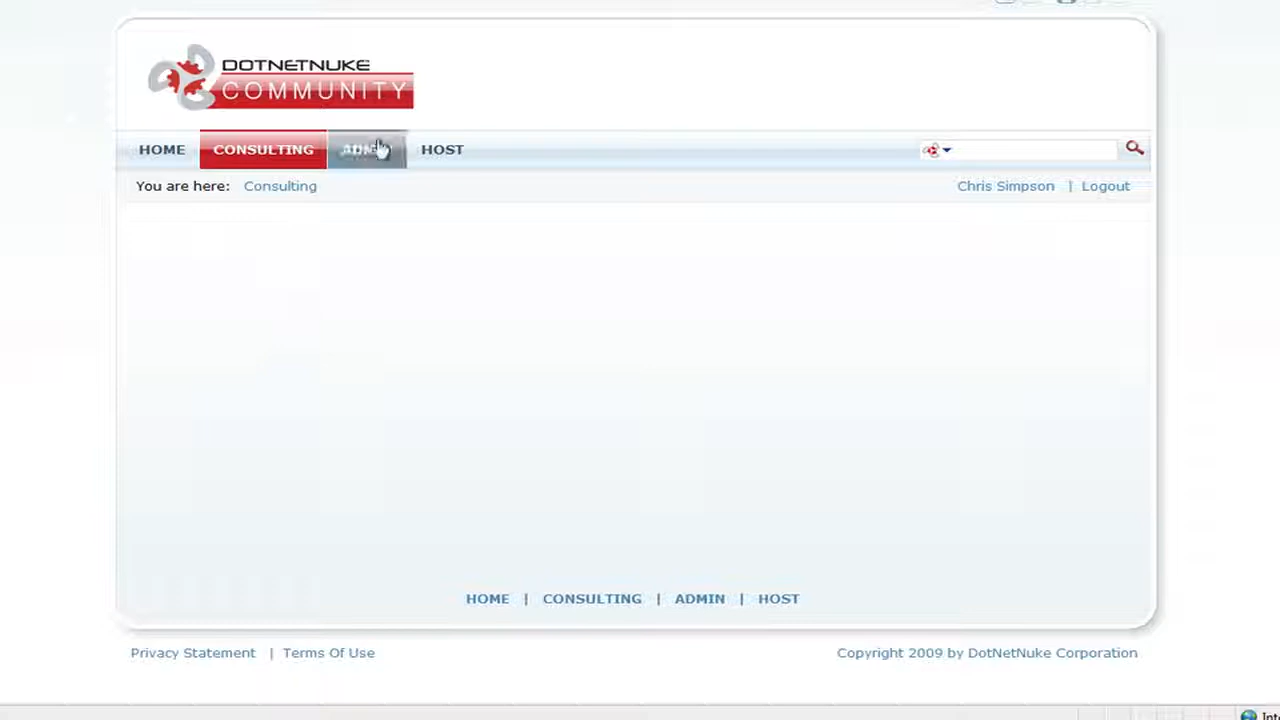 DOTNETNUKE
COMMUNITY
HOME CONSULTING ADMIN HOST
You are here: Consulting Chris Simpson | Logout
HOME | CONSULTING | ADMIN | HOST
Privacy Statement | Terms Of Use Copyright 2009 by DotNetNuke Corporation